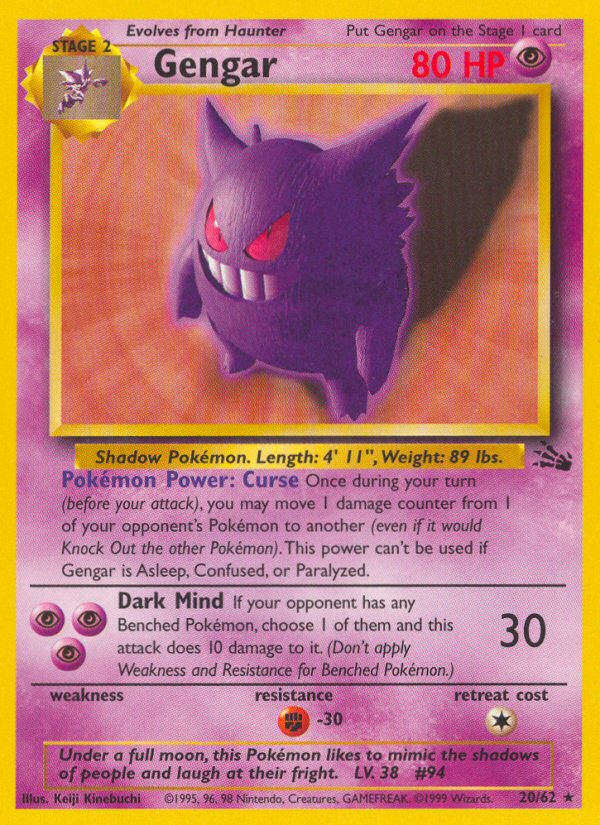 Evolves from Haunter Put Gengar on the Stage 1 card
STAGE 2
Gengar 80 HP
Shadow Pokémon. Length: 4' 11", Weight: 89 lbs.
Pokémon Power: Curse Once during your turn
(before your attack), you may move 1 damage counter from 1
of your opponent's Pokémon to another (even if it would
Knock Out the other Pokémon). This power can't be used if
Gengar is Asleep, Confused, or Paralyzed.
Dark Mind If your opponent has any
Benched Pokémon, choose 1 of them and this
attack does 10 damage to it. (Don't apply
Weakness and Resistance for Benched Pokémon.)
30
weakness resistance retreat cost
-30
Under a full moon, this Pokémon likes to mimic the shadows
of people and laugh at their fright. LV. 38 #94
Illus. Keiji Kinebuchi ©1995, 96, 98 Nintendo, Creatures, GAMEFREAK. ©1999 Wizards. 20/62